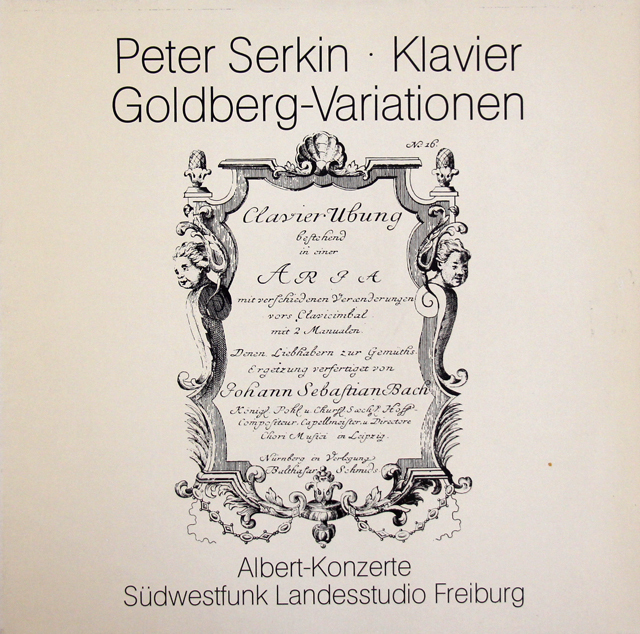 Peter Serkin · Klavier
Goldberg-Variationen
No. 16.
Clavier Ubung
bestehend
in einer
ARIA
mit verschiedenen Veraenderungen
vors Clavicimbal
mit 2 Manualen.
Denen Liebhabern zur Gemüths-
Ergetzung verfertiget von
Johann Sebastian Bach
Königl. Pohl. u. Churfl. Saechs. Hoff-
Compositeur, Capellmeister, u. Directore
Chori Musici in Leipzig.
Nürnberg in Verlegung
Balthasar Schmids
Albert-Konzerte
Südwestfunk Landesstudio Freiburg